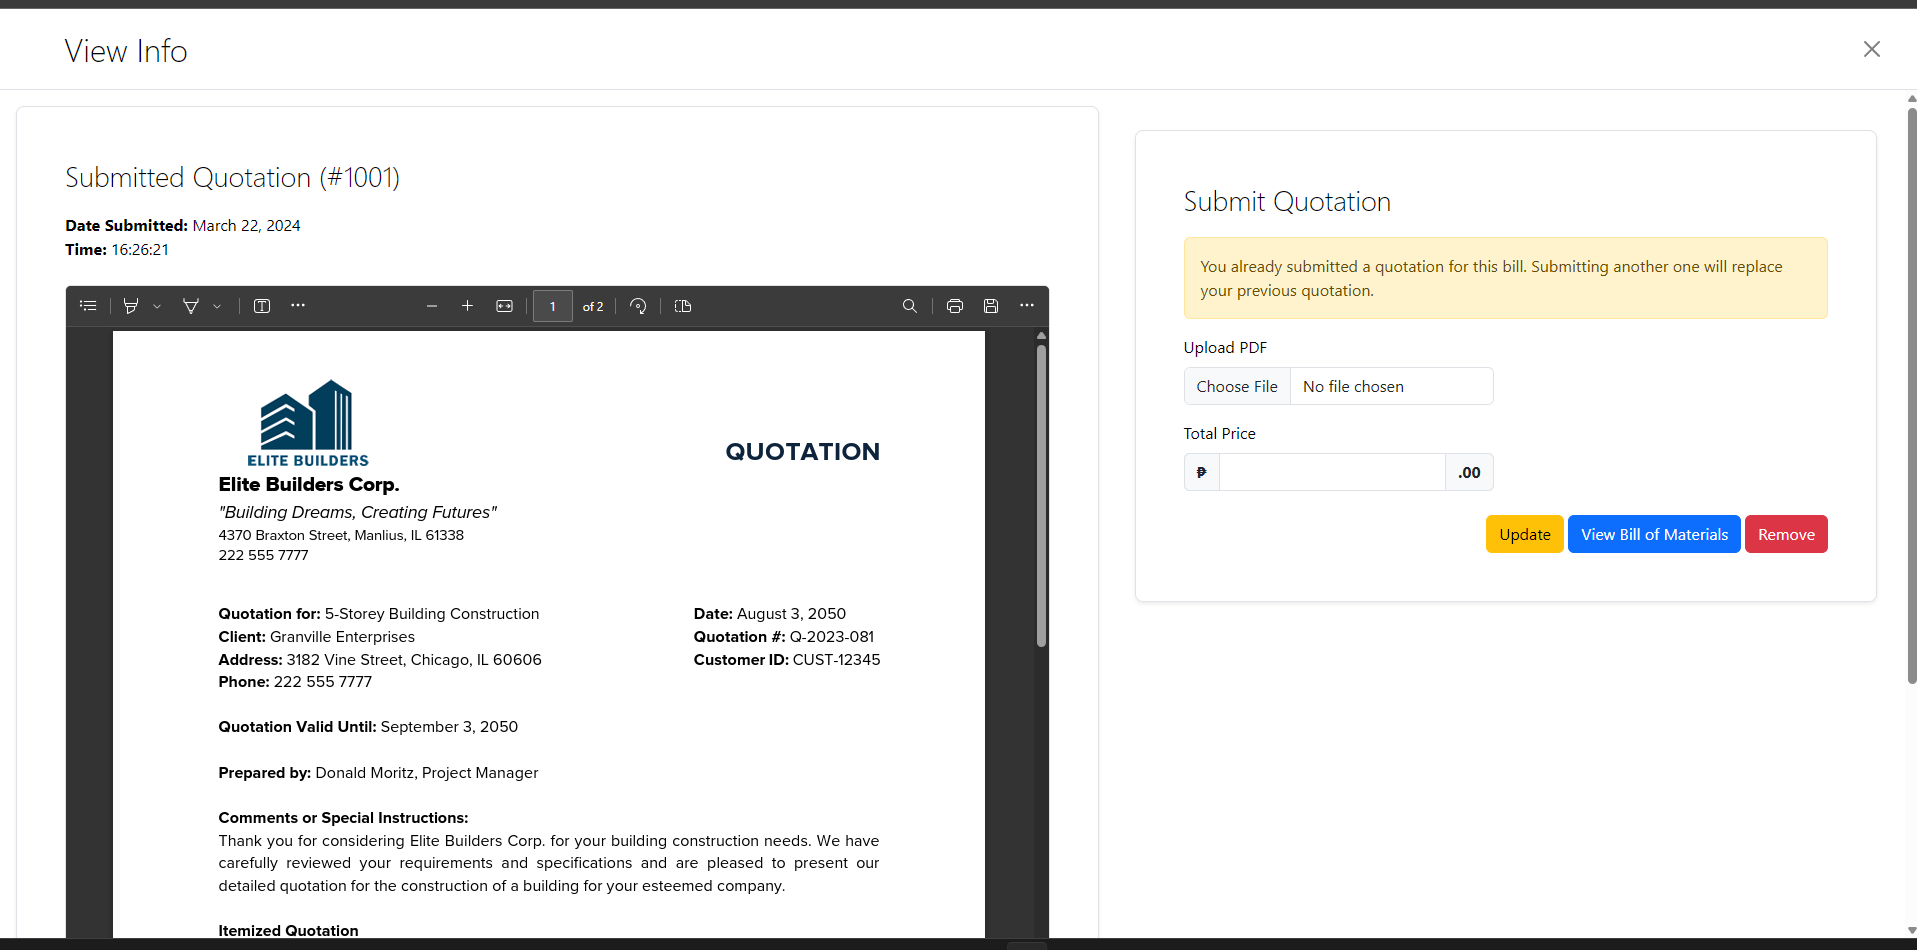 View Info
Submitted Quotation (#1001)
Date Submitted: March 22, 2024
Time: 16:26:21
1 of 2
ELITE BUILDERS
QUOTATION
Elite Builders Corp.
"Building Dreams, Creating Futures"
4370 Braxton Street, Manlius, IL 61338
222 555 7777
Quotation for: 5-Storey Building Construction
Client: Granville Enterprises
Address: 3182 Vine Street, Chicago, IL 60606
Phone: 222 555 7777
Date: August 3, 2050
Quotation #: Q-2023-081
Customer ID: CUST-12345
Quotation Valid Until: September 3, 2050
Prepared by: Donald Moritz, Project Manager
Comments or Special Instructions:
Thank you for considering Elite Builders Corp. for your building construction needs. We have
carefully reviewed your requirements and specifications and are pleased to present our
detailed quotation for the construction of a building for your esteemed company.
Itemized Quotation
Submit Quotation
You already submitted a quotation for this bill. Submitting another one will replace
your previous quotation.
Upload PDF
Choose File No file chosen
Total Price
₱ .00
Update View Bill of Materials Remove